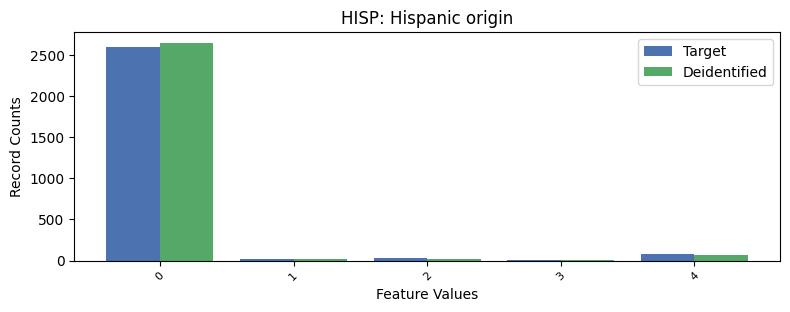 HISP: Hispanic origin
Target
Deidentified
Record Counts
2500
2000
1500
1000
500
0
0 1 2 3 4
Feature Values